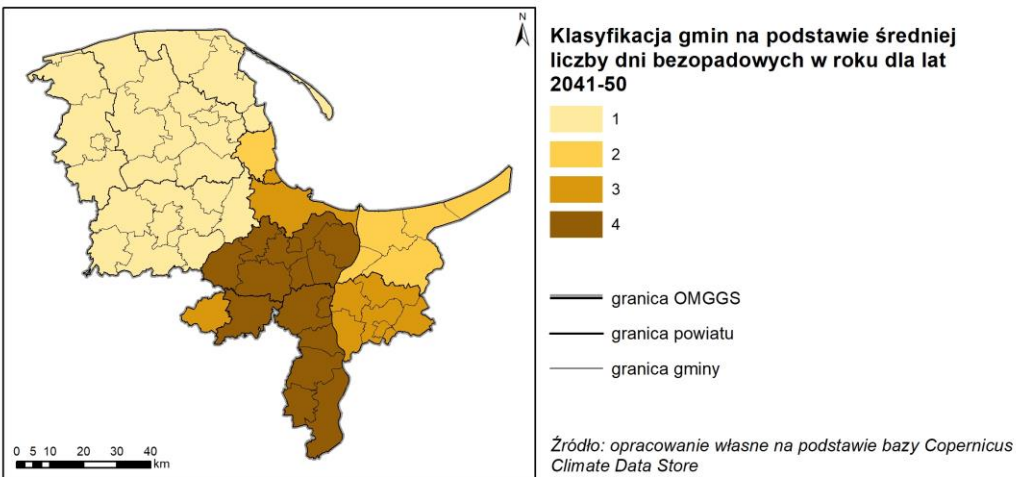 N
Klasyfikacja gmin na podstawie średniej
liczby dni bezopadowych w roku dla lat
2041-50
1
2
3
4
granica OMGGS
granica powiatu
granica gminy
0 5 10 20 30 40
km
Źródło: opracowanie własne na podstawie bazy Copernicus
Climate Data Store